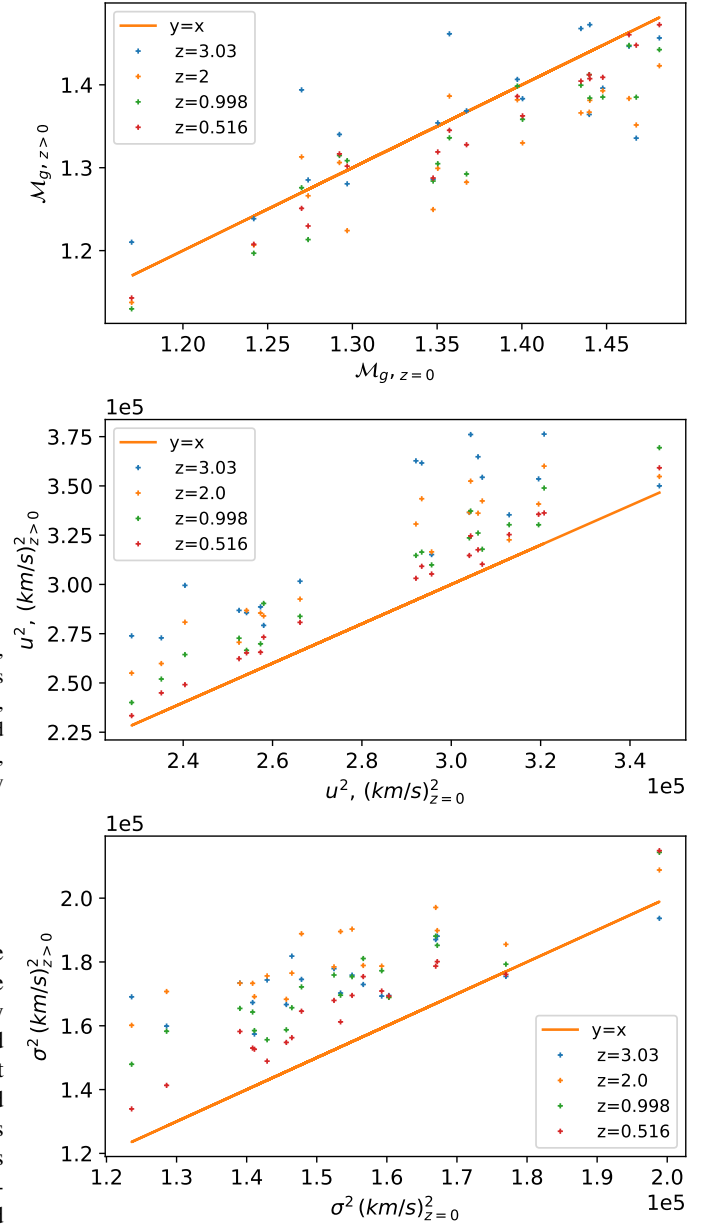 y=x
z=3.03
z=2
z=0.998
z=0.516
1.4
1.3
1.2
ℳg, z>0
1.20 1.25 1.30 1.35 1.40 1.45
ℳg, z=0
1e5
y=x
z=3.03
z=2.0
z=0.998
z=0.516
3.75
3.50
3.25
3.00
2.75
2.50
2.25
u², (km/s)²z>0
2.4 2.6 2.8 3.0 3.2 3.4
1e5
u², (km/s)²z=0
1e5
2.0
1.8
1.6
1.4
1.2
σ² (km/s)²z>0
y=x
z=3.03
z=2.0
z=0.998
z=0.516
1.2 1.3 1.4 1.5 1.6 1.7 1.8 1.9 2.0
1e5
σ² (km/s)²z=0